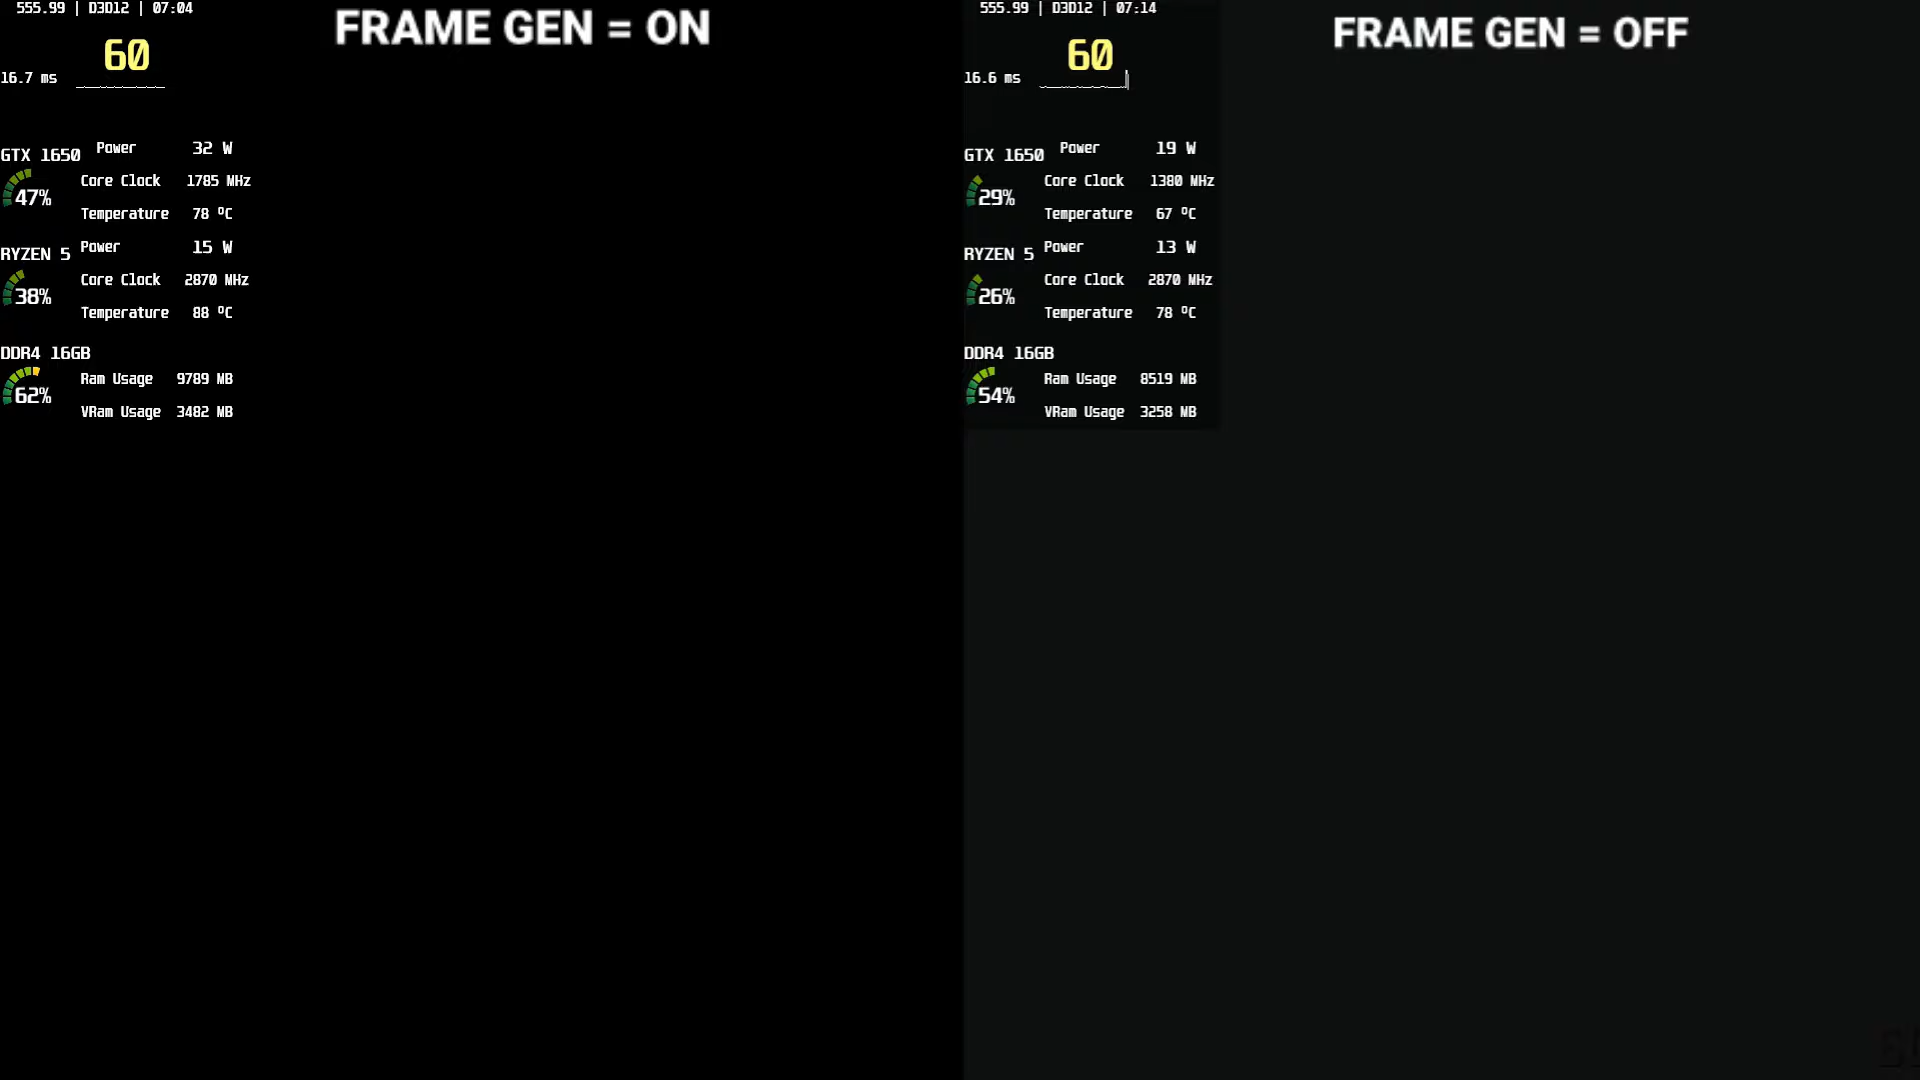 555.99 | D3D12 | 07:04
FRAME GEN = ON
60
16.7 ms
GTX 1650 Power 32 W
47% Core Clock 1785 MHz
Temperature 78 ºC
RYZEN 5 Power 15 W
38% Core Clock 2870 MHz
Temperature 88 ºC
DDR4 16GB
62% Ram Usage 9789 MB
VRam Usage 3482 MB
555.99 | D3D12 | 07:14
FRAME GEN = OFF
60
16.6 ms
GTX 1650 Power 19 W
29% Core Clock 1380 MHz
Temperature 67 ºC
RYZEN 5 Power 13 W
26% Core Clock 2870 MHz
Temperature 78 ºC
DDR4 16GB
54% Ram Usage 8519 MB
VRam Usage 3258 MB